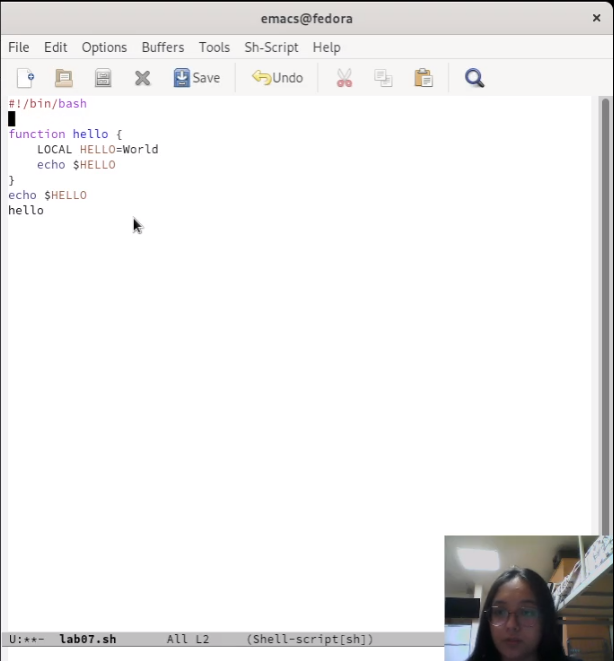 emacs@fedora
File Edit Options Buffers Tools Sh-Script Help
Save Undo
#!/bin/bash
function hello {
    LOCAL HELLO=World
    echo $HELLO
}
echo $HELLO
hello
U:**-  lab07.sh  All L2  (Shell-script[sh])